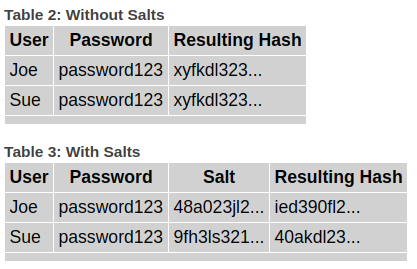 Table 2: Without Salts
User Password Resulting Hash
Joe password123 xyfkdl323...
Sue password123 xyfkdl323...
Table 3: With Salts
User Password Salt Resulting Hash
Joe password123 48a023jl2... ied390fl2...
Sue password123 9fh3ls321... 40akdl23...